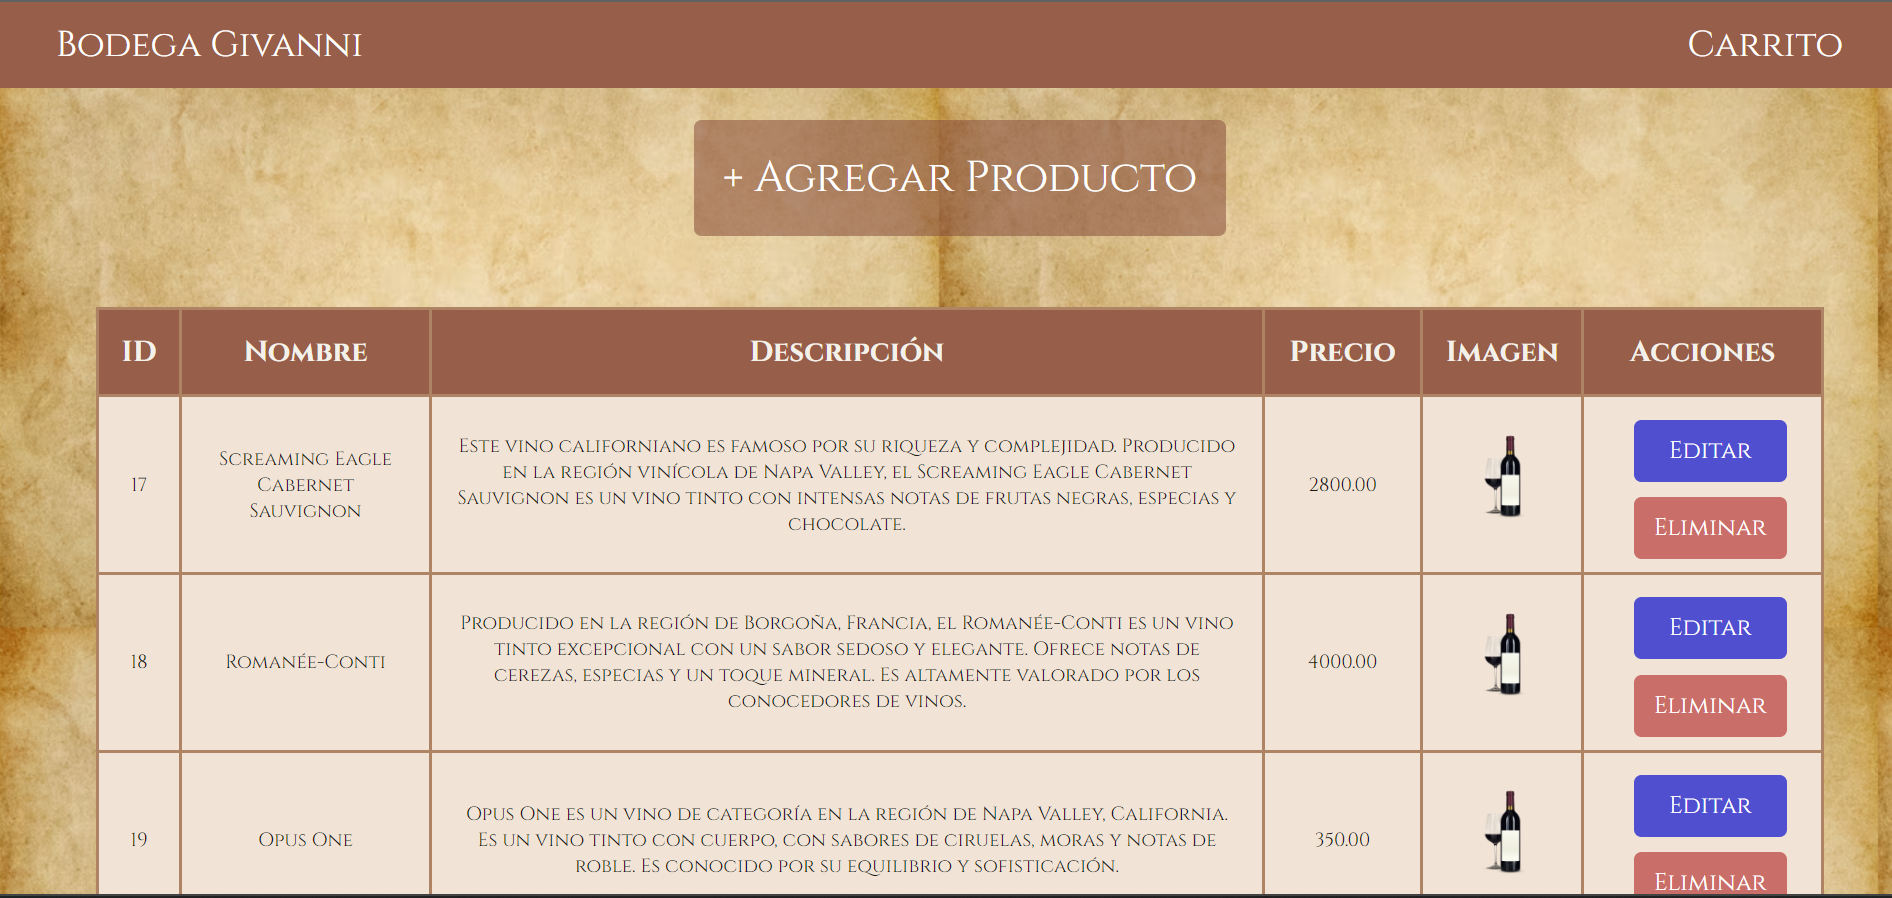 Bodega Givanni
Carrito
+ Agregar Producto
ID Nombre Descripción Precio Imagen Acciones
17
Screaming Eagle
Cabernet
Sauvignon
Este vino californiano es famoso por su riqueza y complejidad. Producido
en la región vinícola de Napa Valley, el Screaming Eagle Cabernet
Sauvignon es un vino tinto con intensas notas de frutas negras, especias y
chocolate.
2800.00
Editar
Eliminar
18
Romanée-Conti
Producido en la región de Borgoña, Francia, el Romanée-Conti es un vino
tinto excepcional con un sabor sedoso y elegante. Ofrece notas de
cerezas, especias y un toque mineral. Es altamente valorado por los
conocedores de vinos.
4000.00
Editar
Eliminar
19
Opus One
Opus One es un vino de categoría en la región de Napa Valley, California.
Es un vino tinto con cuerpo, con sabores de ciruelas, moras y notas de
roble. Es conocido por su equilibrio y sofisticación.
350.00
Editar
Eliminar